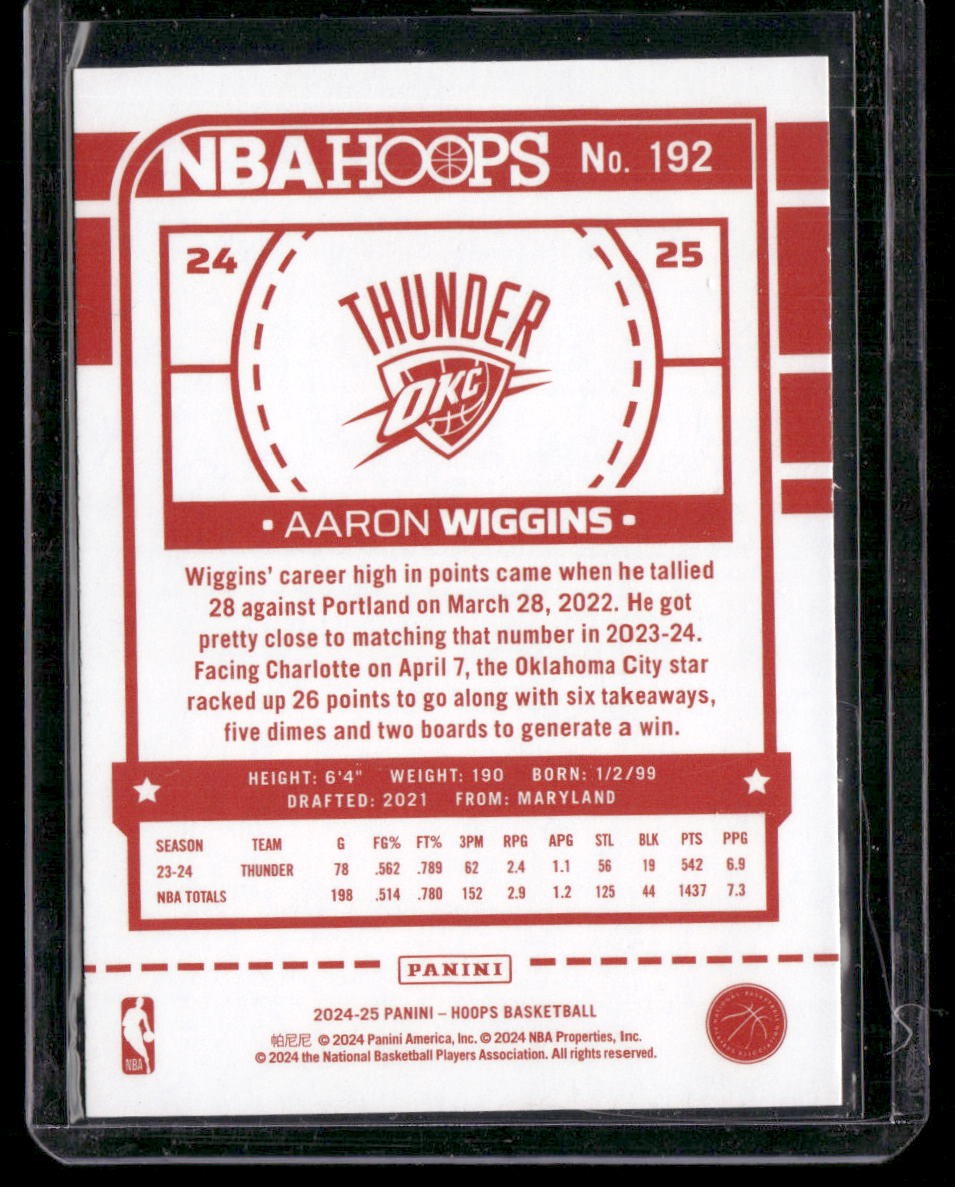 NBA HOOPS No. 192
24 25
THUNDER
OKC
• AARON WIGGINS •
Wiggins' career high in points came when he tallied
28 against Portland on March 28, 2022. He got
pretty close to matching that number in 2023-24.
Facing Charlotte on April 7, the Oklahoma City star
racked up 26 points to go along with six takeaways,
five dimes and two boards to generate a win.
HEIGHT: 6'4" WEIGHT: 190 BORN: 1/2/99
DRAFTED: 2021 FROM: MARYLAND
SEASON TEAM G FG% FT% 3PM RPG APG STL BLK PTS PPG
23-24 THUNDER 78 .562 .789 62 2.4 1.1 56 19 542 6.9
NBA TOTALS 198 .514 .780 152 2.9 1.2 125 44 1437 7.3
PANINI
2024-25 PANINI – HOOPS BASKETBALL
帕尼尼 © 2024 Panini America, Inc. © 2024 NBA Properties, Inc.
© 2024 the National Basketball Players Association. All rights reserved.
NBA
NATIONAL BASKETBALL